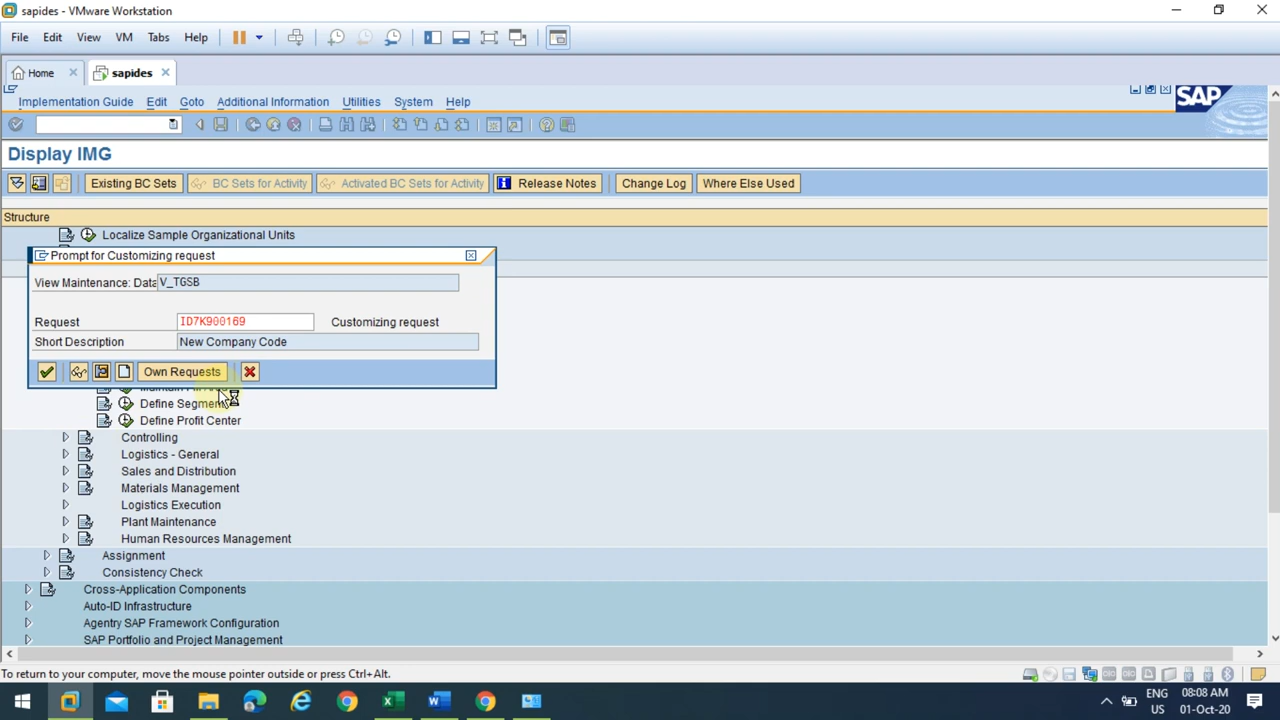 sapides - VMware Workstation
File Edit View VM Tabs Help
Home sapides
Implementation Guide Edit Goto Additional Information Utilities System Help
SAP
Display IMG
Existing BC Sets BC Sets for Activity Activated BC Sets for Activity Release Notes Change Log Where Else Used
Structure
Localize Sample Organizational Units
Prompt for Customizing request
View Maintenance: Data V_TGSB
Request ID7K900169 Customizing request
Short Description New Company Code
Own Requests
Define Segment
Define Profit Center
Controlling
Logistics - General
Sales and Distribution
Materials Management
Logistics Execution
Plant Maintenance
Human Resources Management
Assignment
Consistency Check
Cross-Application Components
Auto-ID Infrastructure
Agentry SAP Framework Configuration
SAP Portfolio and Project Management
To return to your computer, move the mouse pointer outside or press Ctrl+Alt.
ENG 08:08 AM
US 01-Oct-20